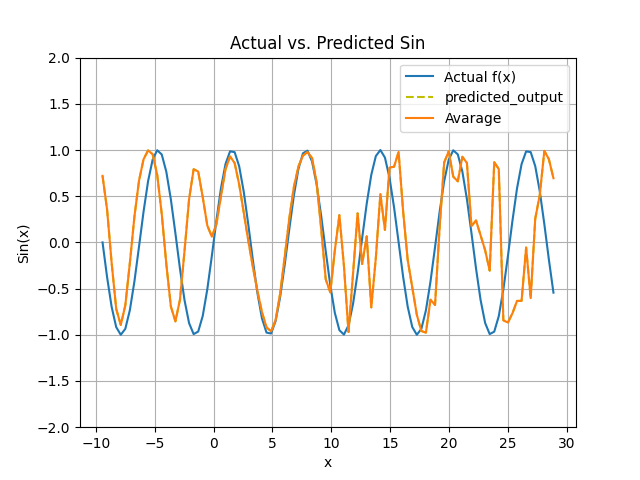 Actual vs. Predicted Sin
Actual f(x)
predicted_output
Avarage
2.0
1.5
1.0
0.5
0.0
−0.5
−1.0
−1.5
−2.0
Sin(x)
−10 −5 0 5 10 15 20 25 30
x